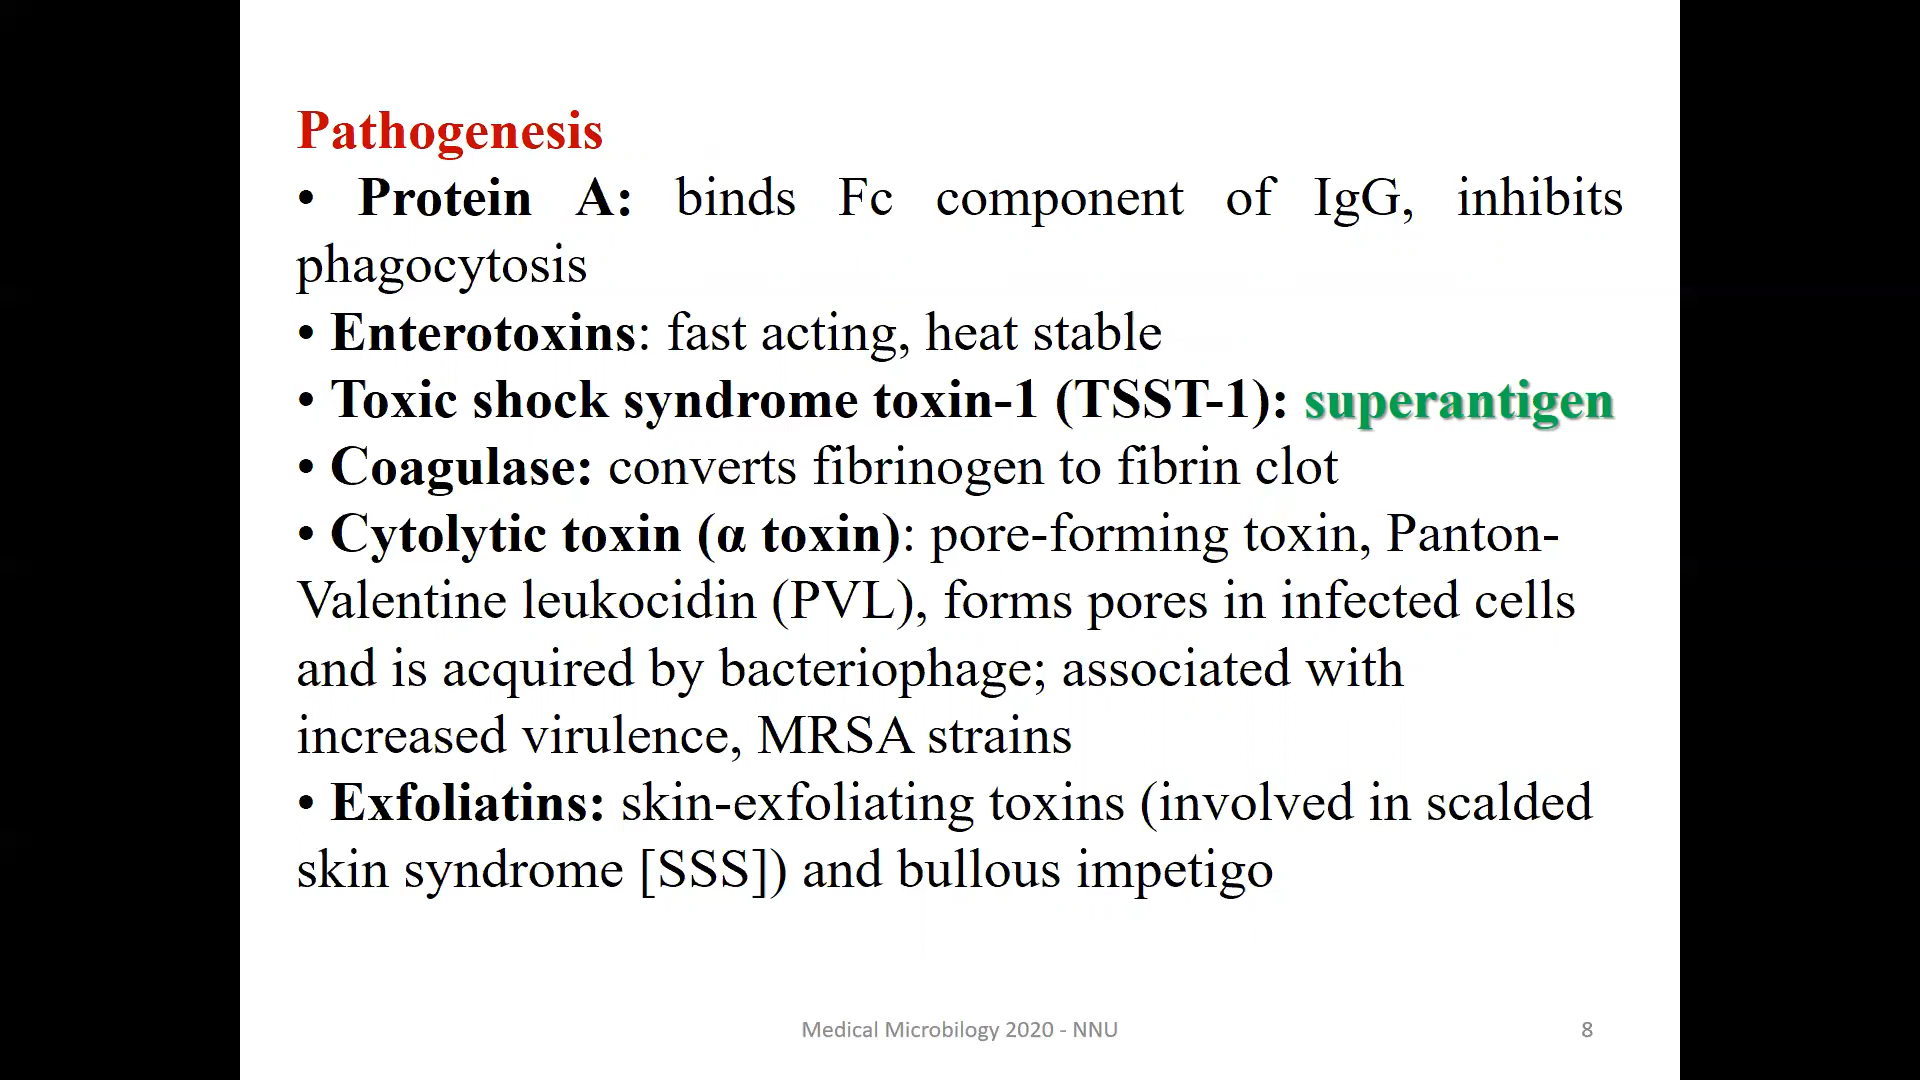 Pathogenesis
• Protein A: binds Fc component of IgG, inhibits
phagocytosis
• Enterotoxins: fast acting, heat stable
• Toxic shock syndrome toxin-1 (TSST-1): superantigen
• Coagulase: converts fibrinogen to fibrin clot
• Cytolytic toxin (α toxin): pore-forming toxin, Panton-
Valentine leukocidin (PVL), forms pores in infected cells
and is acquired by bacteriophage; associated with
increased virulence, MRSA strains
• Exfoliatins: skin-exfoliating toxins (involved in scalded
skin syndrome [SSS]) and bullous impetigo
Medical Microbilogy 2020 - NNU
8